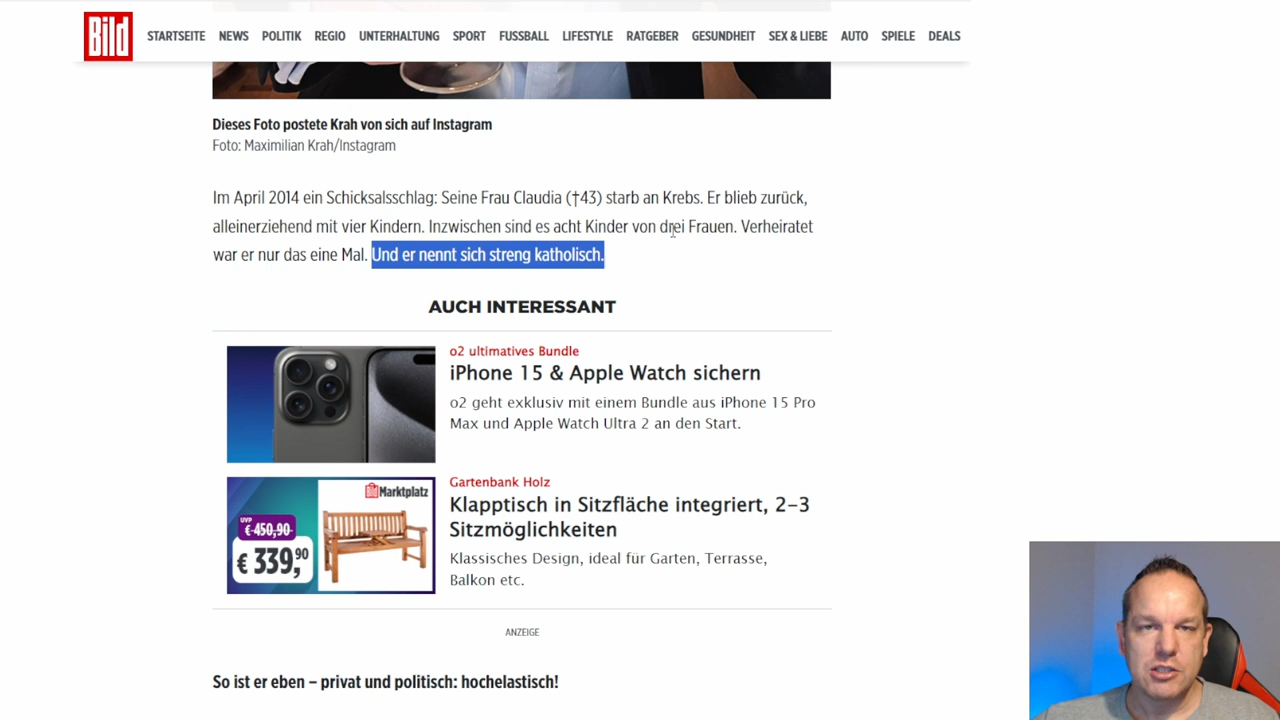 Bild
STARTSEITE NEWS POLITIK REGIO UNTERHALTUNG SPORT FUSSBALL LIFESTYLE RATGEBER GESUNDHEIT SEX & LIEBE AUTO SPIELE DEALS
Dieses Foto postete Krah von sich auf Instagram
Foto: Maximilian Krah/Instagram
Im April 2014 ein Schicksalsschlag: Seine Frau Claudia (†43) starb an Krebs. Er blieb zurück,
alleinerziehend mit vier Kindern. Inzwischen sind es acht Kinder von drei Frauen. Verheiratet
war er nur das eine Mal. Und er nennt sich streng katholisch.
AUCH INTERESSANT
o2 ultimatives Bundle
iPhone 15 & Apple Watch sichern
o2 geht exklusiv mit einem Bundle aus iPhone 15 Pro
Max und Apple Watch Ultra 2 an den Start.
Bild Marktplatz
UVP
€ 450,90
€ 339,90
Gartenbank Holz
Klapptisch in Sitzfläche integriert, 2-3
Sitzmöglichkeiten
Klassisches Design, ideal für Garten, Terrasse,
Balkon etc.
ANZEIGE
So ist er eben – privat und politisch: hochelastisch!